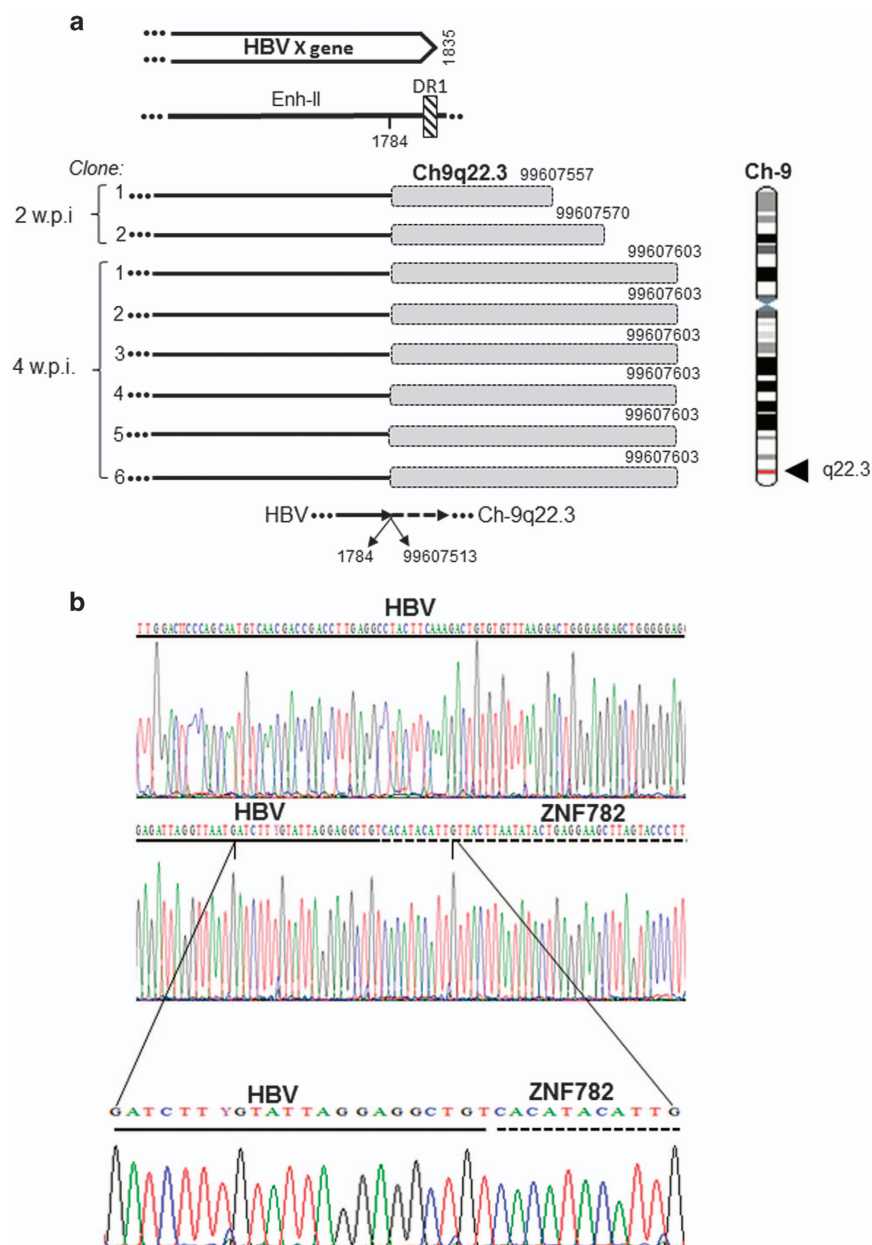 a
HBV X gene
1835
DR1
Enh-II
1784
Clone:
Ch9q22.3 99607557
Ch-9
2 w.p.i
1
99607570
2
99607603
1
99607603
2
99607603
3
99607603
4 w.p.i.
4
99607603
5
99607603
6
q22.3
HBV Ch-9q22.3
1784 99607513
b
HBV
HBV ZNF782
GAGATTAGGTTAATGATCTTYGTATTAGGAGGCTGTCACATACATTGTTACTTAATATACTGAGGAAGCTTAGTACCCTT
HBV ZNF782
GATCTTYGTATTAGGAGGCTGTCACATACATTG